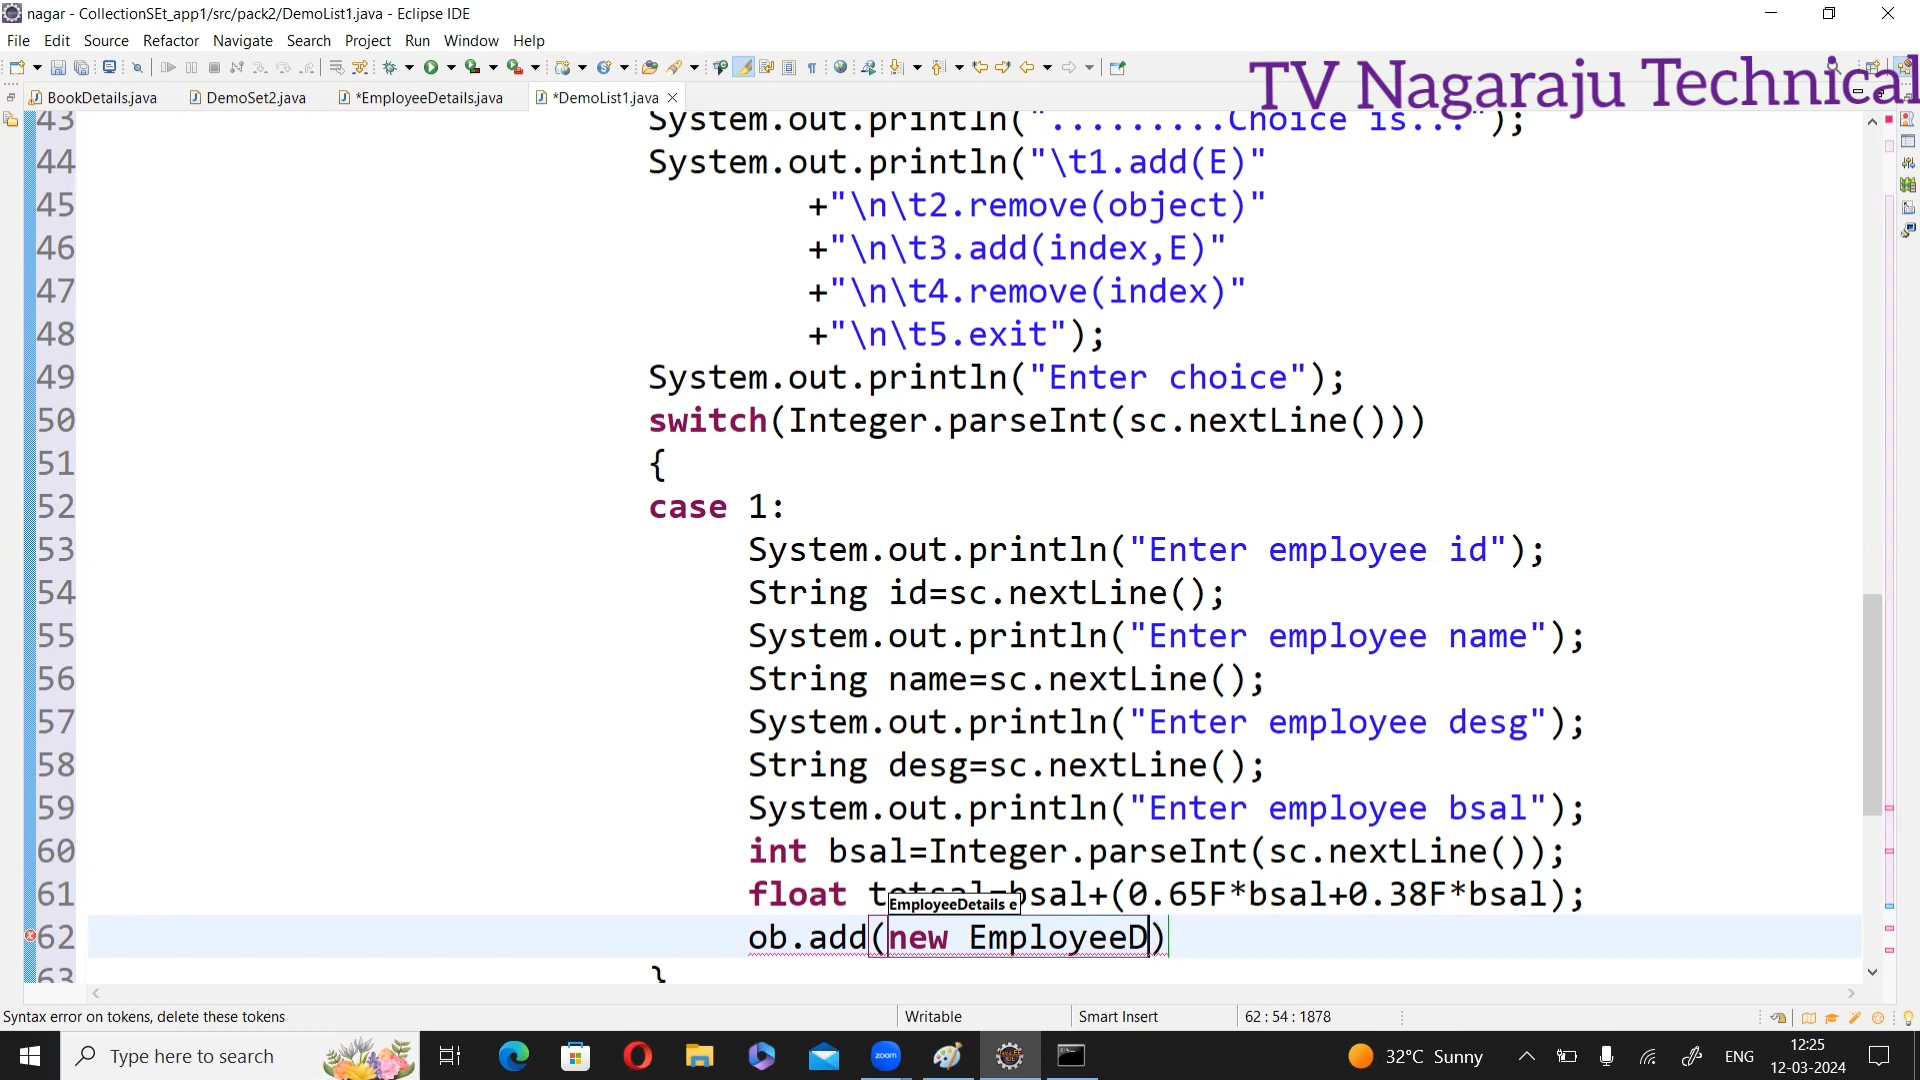 nagar - CollectionSEt_app1/src/pack2/DemoList1.java - Eclipse IDE
File Edit Source Refactor Navigate Search Project Run Window Help
TV Nagaraju Technical
BookDetails.java DemoSet2.java *EmployeeDetails.java *DemoList1.java
43 System.out.println(".........Choice is...");
44 System.out.println("\t1.add(E)"
45 +"\n\t2.remove(object)"
46 +"\n\t3.add(index,E)"
47 +"\n\t4.remove(index)"
48 +"\n\t5.exit");
49 System.out.println("Enter choice");
50 switch(Integer.parseInt(sc.nextLine()))
51 {
52 case 1:
53 System.out.println("Enter employee id");
54 String id=sc.nextLine();
55 System.out.println("Enter employee name");
56 String name=sc.nextLine();
57 System.out.println("Enter employee desg");
58 String desg=sc.nextLine();
59 System.out.println("Enter employee bsal");
60 int bsal=Integer.parseInt(sc.nextLine());
61 float totsal=bsal+(0.65F*bsal+0.38F*bsal);
EmployeeDetails e
62 ob.add(new EmployeeD)
63 }
Syntax error on tokens, delete these tokens Writable Smart Insert 62 : 54 : 1878
Type here to search zoom 32°C Sunny ENG 12:25
12-03-2024